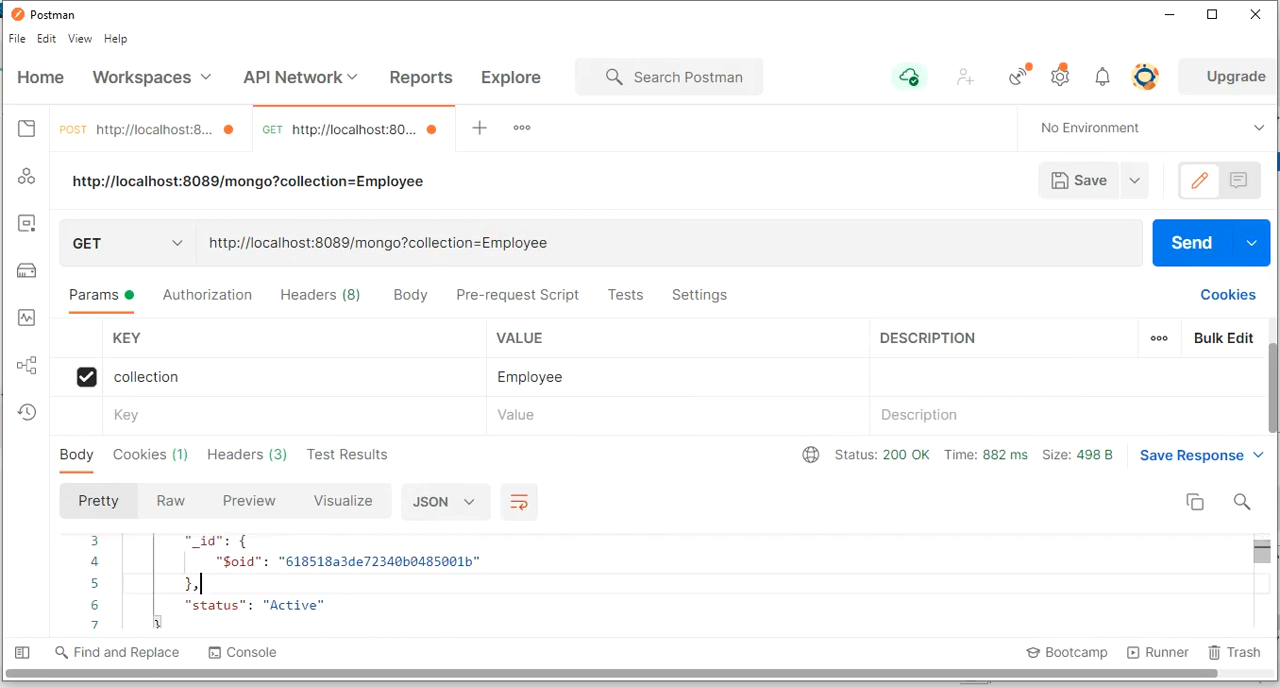 Postman
File Edit View Help
Home Workspaces API Network Reports Explore Search Postman Upgrade
POST http://localhost:8... GET http://localhost:80... No Environment
http://localhost:8089/mongo?collection=Employee Save
GET http://localhost:8089/mongo?collection=Employee Send
Params Authorization Headers (8) Body Pre-request Script Tests Settings Cookies
KEY VALUE DESCRIPTION Bulk Edit
collection Employee
Key Value Description
Body Cookies (1) Headers (3) Test Results Status: 200 OK Time: 882 ms Size: 498 B Save Response
Pretty Raw Preview Visualize JSON
3 "_id": {
4 "$oid": "618518a3de72340b0485001b"
5 },
6 "status": "Active"
7 }
Find and Replace Console Bootcamp Runner Trash